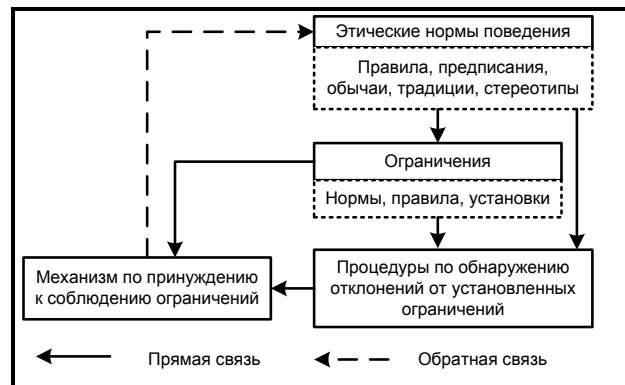 Этические нормы поведения
Правила, предписания,
обычаи, традиции, стереотипы
Ограничения
Нормы, правила, установки
Механизм по принуждению
к соблюдению ограничений
Процедуры по обнаружению
отклонений от установленных
ограничений
Прямая связь
Обратная связь